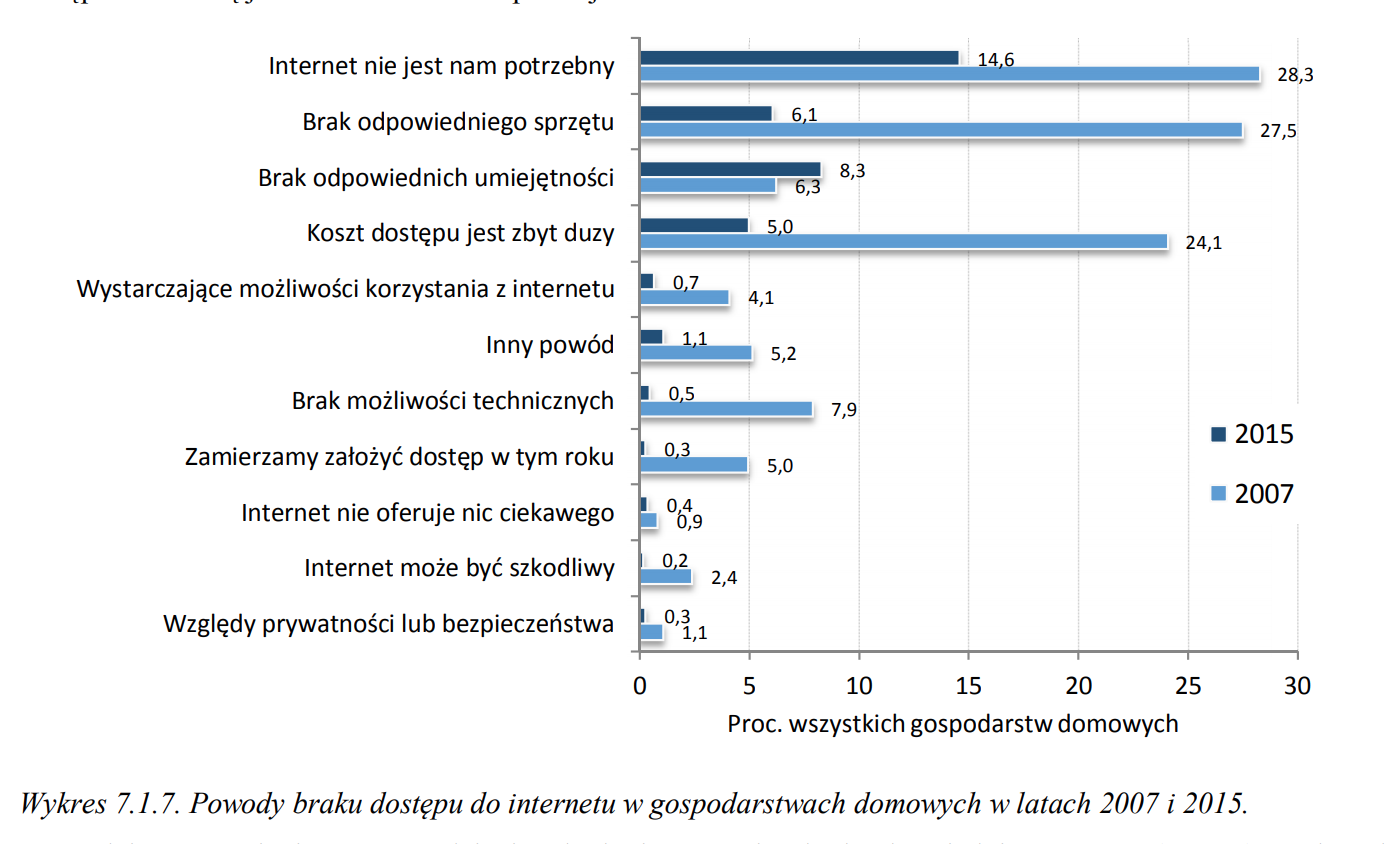 Internet nie jest nam potrzebny
14,6
28,3
Brak odpowiedniego sprzętu
6,1
27,5
Brak odpowiednich umiejętności
8,3
6,3
Koszt dostępu jest zbyt duzy
5,0
24,1
Wystarczające możliwości korzystania z internetu
0,7
4,1
Inny powód
1,1
5,2
Brak możliwości technicznych
0,5
7,9
Zamierzamy założyć dostęp w tym roku
0,3
5,0
Internet nie oferuje nic ciekawego
0,4
0,9
Internet może być szkodliwy
0,2
2,4
Względy prywatności lub bezpieczeństwa
0,3
1,1
2015
2007
0 5 10 15 20 25 30
Proc. wszystkich gospodarstw domowych
Wykres 7.1.7. Powody braku dostępu do internetu w gospodarstwach domowych w latach 2007 i 2015.